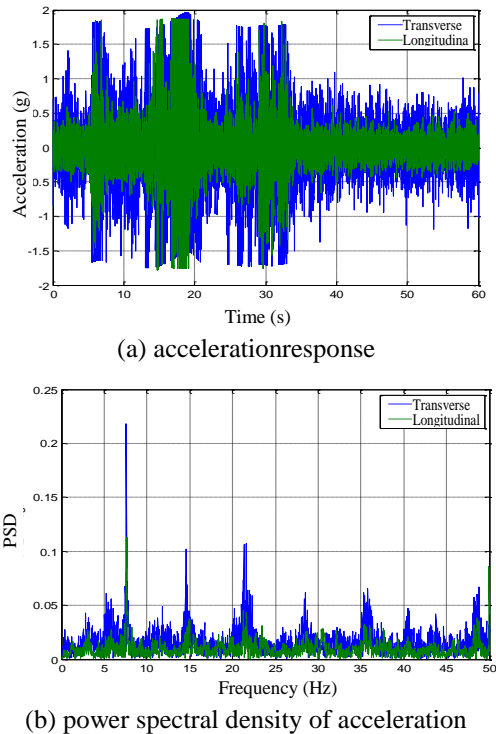 2
1.5
1
0.5
0
0.5
-1
-1.5
-2
Acceleration (g)
Transverse
Longitudina
0 10 20 30 40 50 60
Time (s)
(a) accelerationresponse
0.25
0.2
0.15
0.1
0.05
0
PSD
Transverse
Longitudinal
0 5 10 15 20 25 30 35 40 45 50
Frequency (Hz)
(b) power spectral density of acceleration